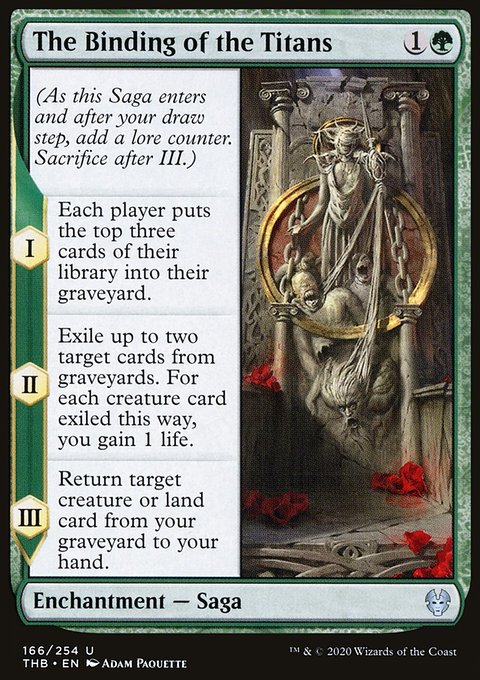 The Binding of the Titans 1
(As this Saga enters
and after your draw
step, add a lore counter.
Sacrifice after III.)
I
Each player puts
the top three
cards of their
library into their
graveyard.
II
Exile up to two
target cards from
graveyards. For
each creature card
exiled this way,
you gain 1 life.
III
Return target
creature or land
card from your
graveyard to your
hand.
Enchantment — Saga
166/254 U
THB • EN Adam Paquette
™ & © 2020 Wizards of the Coast